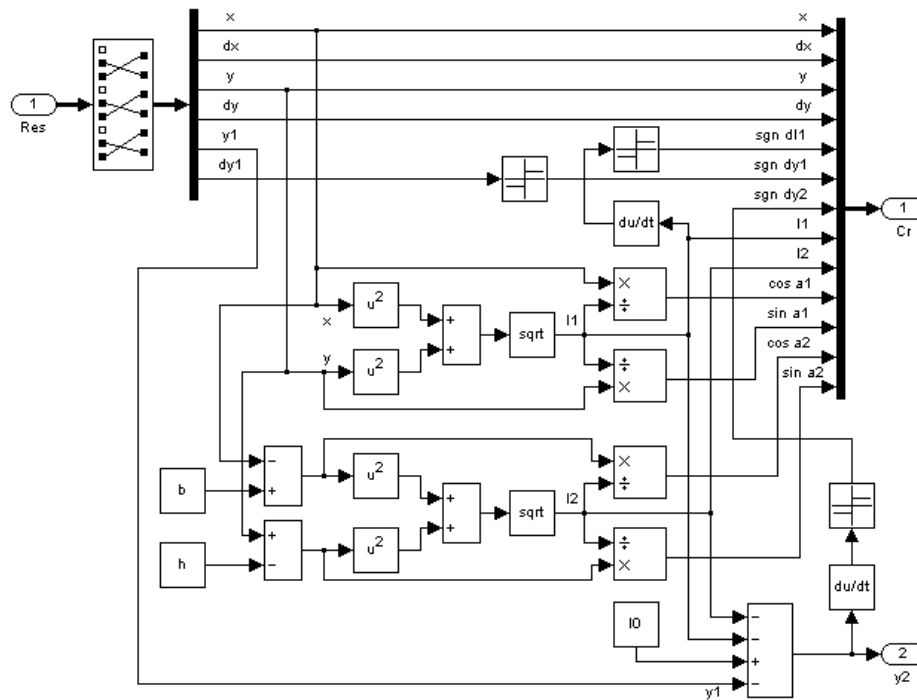 x
x
dx
dx
y
y
1
dy
dy
Res
y1
sgn dl1
dy1
sgn dy1
sgn dy2
1
du/dt
l1
Cr
l2
×
cos a1
u²
÷
x
+
sin a1
sqrt
l1
+
y
÷
cos a2
u²
×
sin a2
−
×
b
+
u²
÷
+
l2
sqrt
+
+
÷
h
−
u²
×
du/dt
l0
−
−
+
2
y1
−
y2